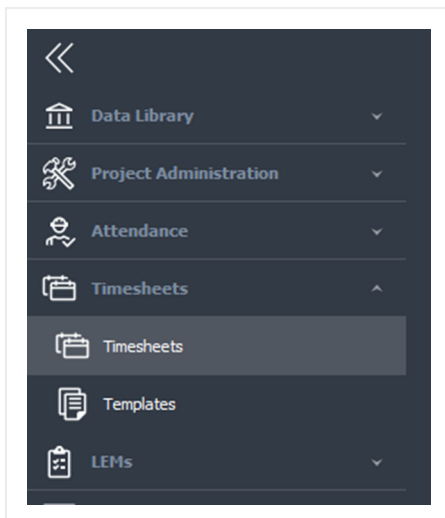 Data Library
Project Administration
Attendance
Timesheets
Timesheets
Templates
LEMs